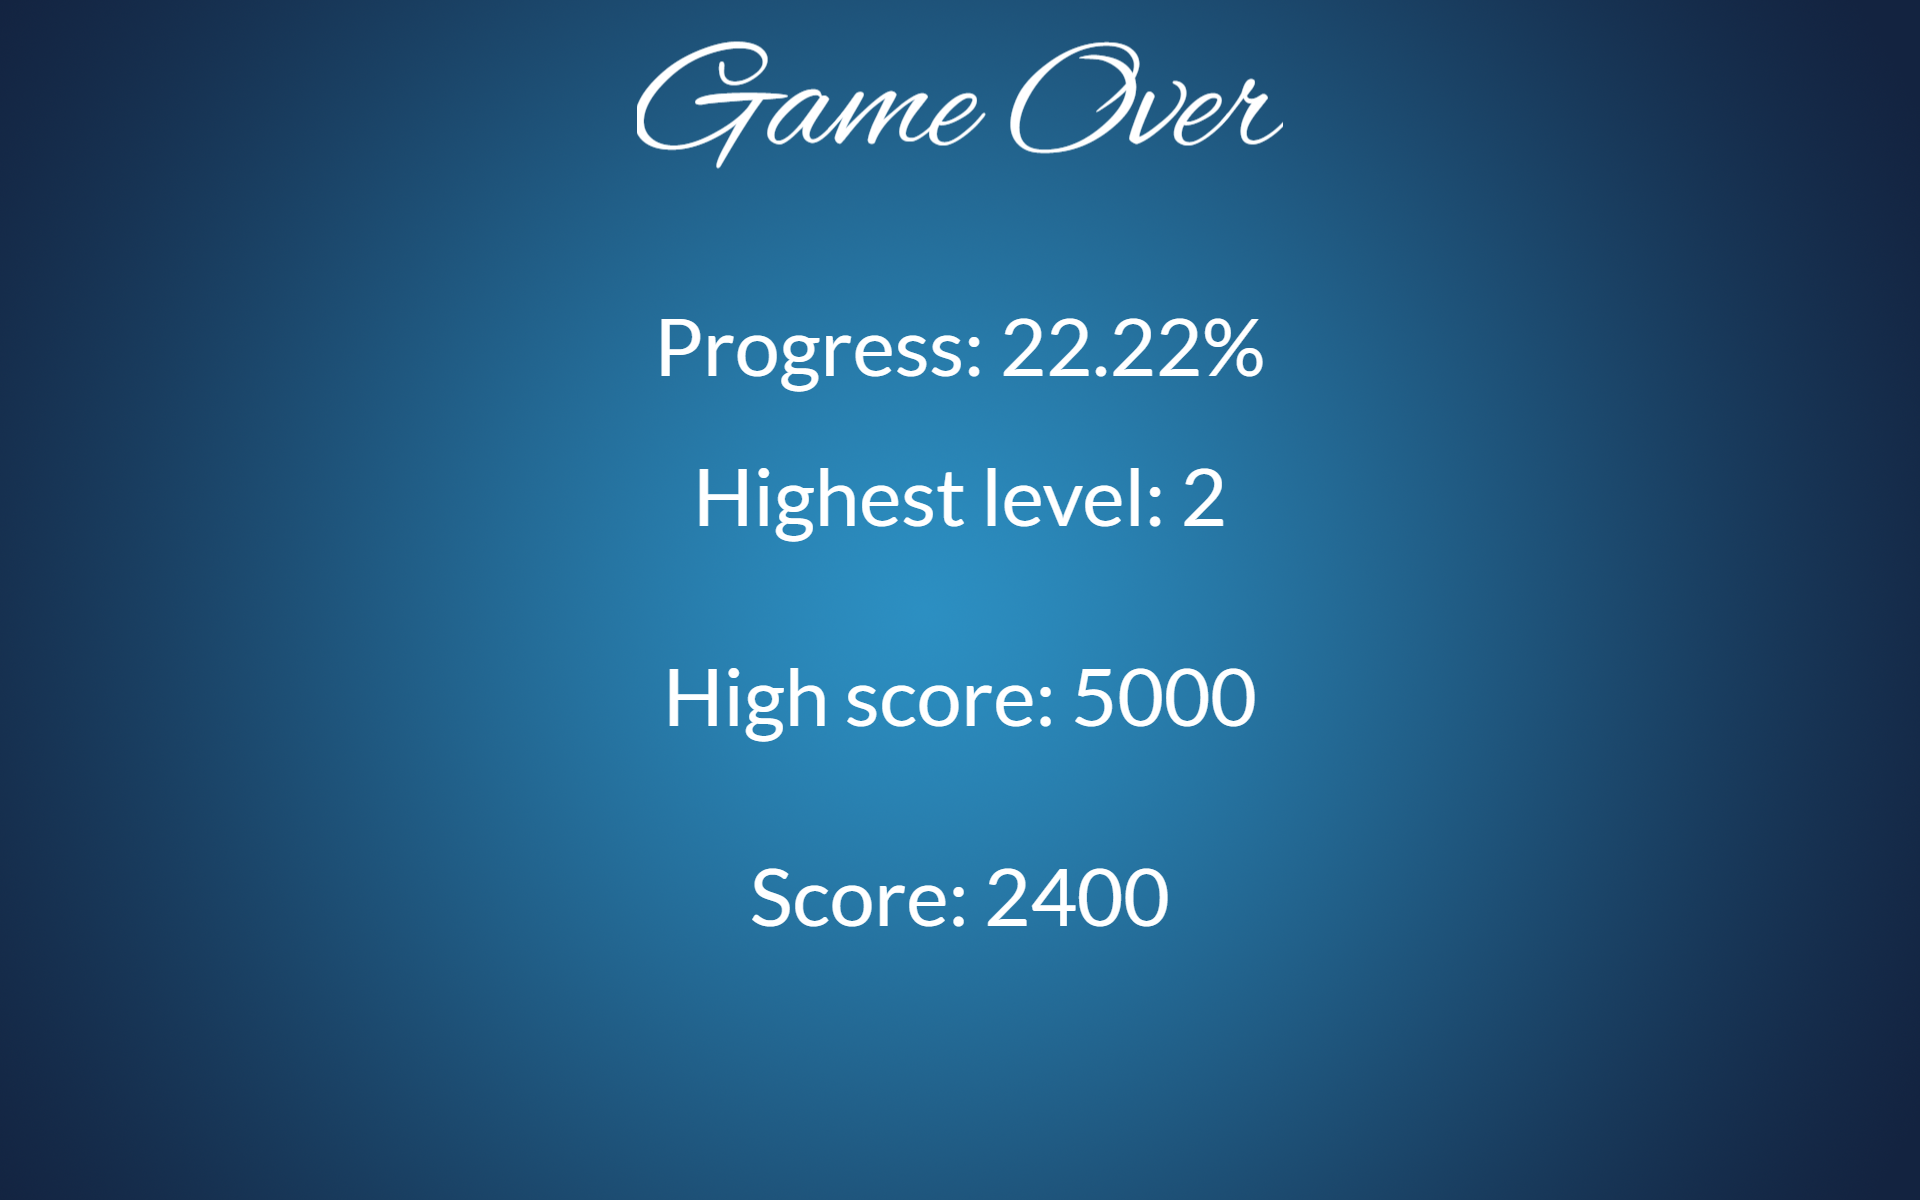 Game Over
Progress: 22.22%
Highest level: 2
High score: 5000
Score: 2400